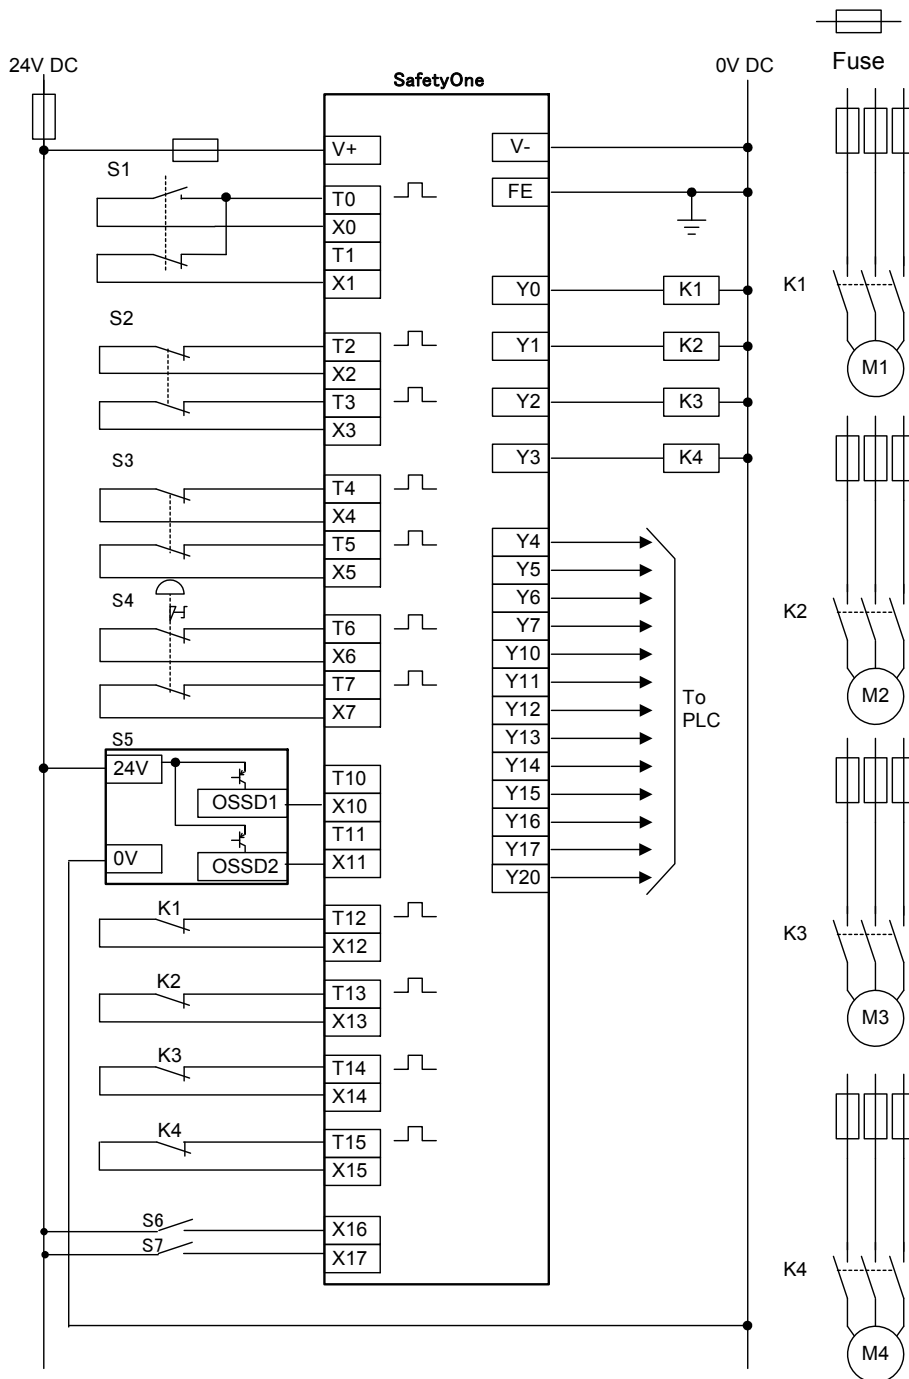 24V DC
0V DC
Fuse
SafetyOne
V+
V-
S1
T0
FE
X0
T1
X1
Y0
K1
K1
S2
T2
Y1
K2
M1
X2
T3
Y2
K3
X3
S3
Y3
K4
T4
X4
T5
Y4
X5
Y5
S4
Y6
K2
T6
Y7
X6
Y10
T7
Y11
M2
X7
Y12
To
PLC
S5
Y13
24V
T10
Y14
OSSD1
X10
Y15
T11
Y16
0V
OSSD2
X11
Y17
Y20
K1
T12
X12
K3
K2
T13
X13
M3
K3
T14
X14
K4
T15
X15
S6
X16
S7
X17
K4
M4